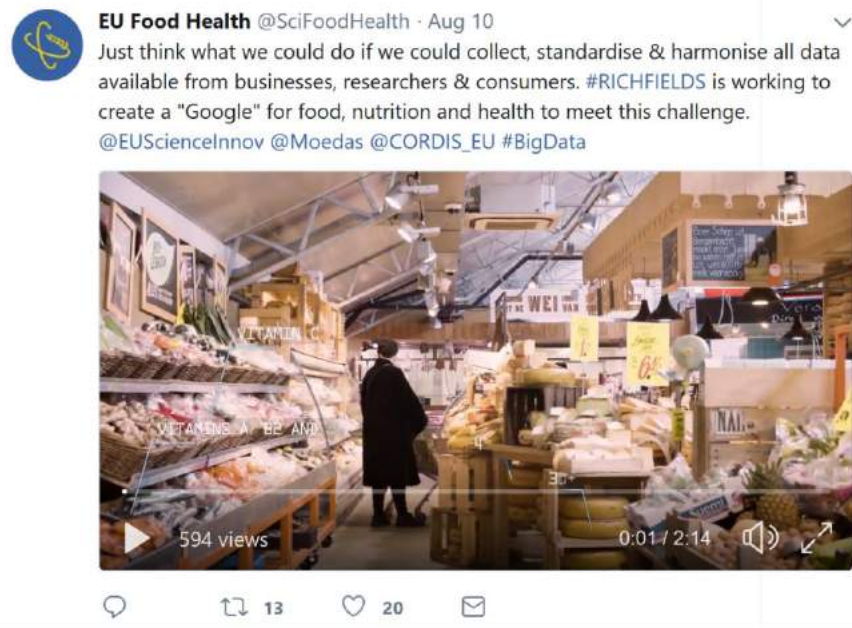 EU Food Health @SciFoodHealth · Aug 10
Just think what we could do if we could collect, standardise & harmonise all data
available from businesses, researchers & consumers. #RICHFIELDS is working to
create a "Google" for food, nutrition and health to meet this challenge.
@EUScienceInnov @Moedas @CORDIS_EU #BigData
WEI
VAN
VITAMIN C
VITAMINS A, B2 AND
NAT
594 views
0:01 / 2:14
13
20